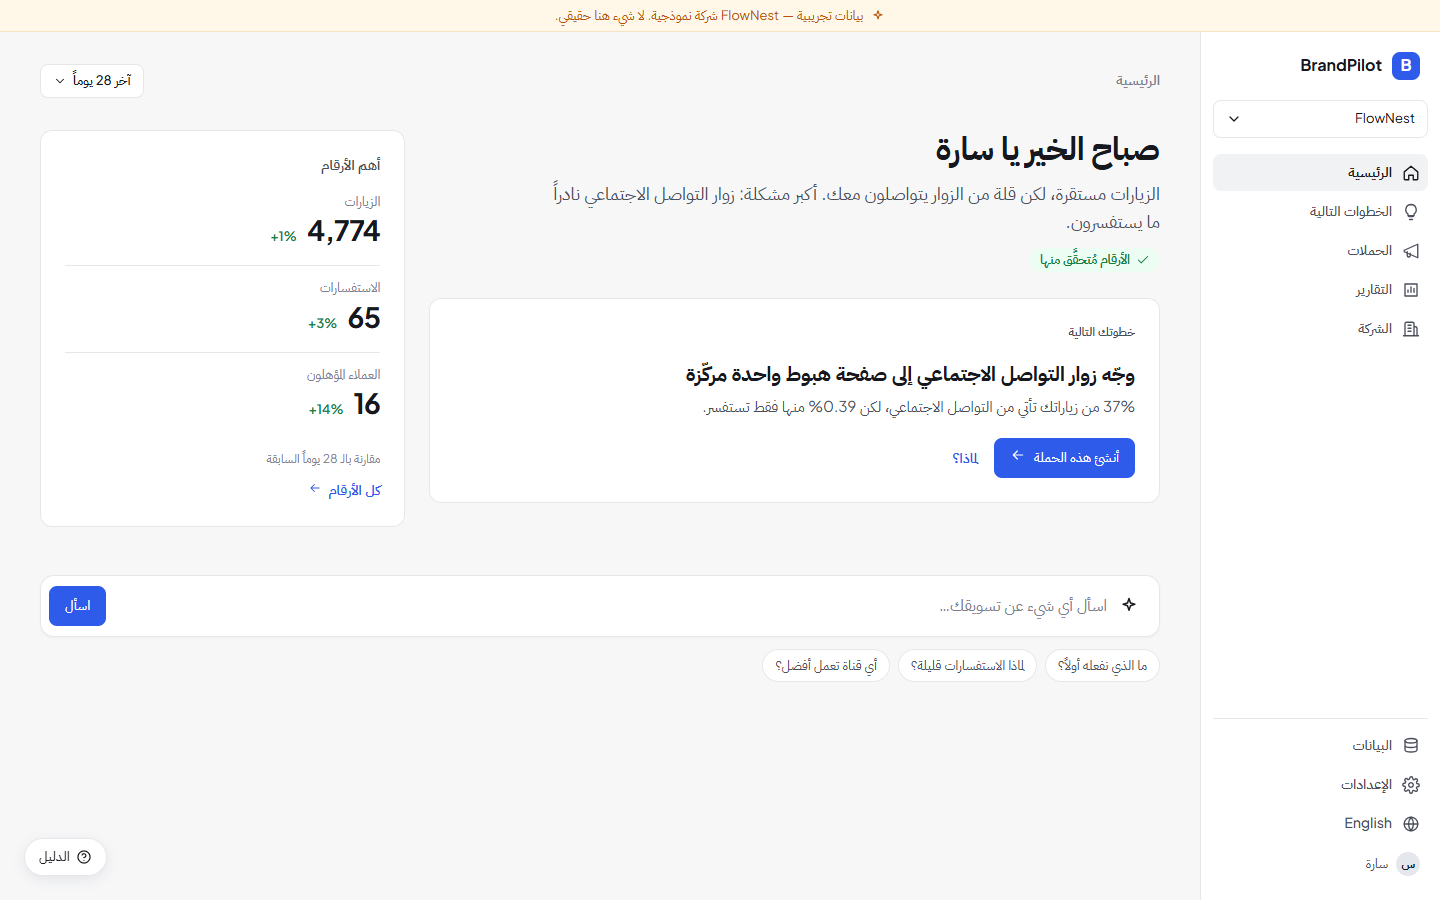 بيانات تجريبية — FlowNest شركة نموذجية. لا شيء هنا حقيقي.
B BrandPilot
FlowNest
الرئيسية
الخطوات التالية
الحملات
التقارير
الشركة
البيانات
الإعدادات
English
س سارة
الرئيسية
آخر 28 يوماً
صباح الخير يا سارة
الزيارات مستقرة، لكن قلة من الزوار يتواصلون معك. أكبر مشكلة: زوار التواصل الاجتماعي نادراً
ما يستفسرون.
الأرقام مُتحقَّق منها
خطوتك التالية
وجّه زوار التواصل الاجتماعي إلى صفحة هبوط واحدة مركّزة
37% من زياراتك تأتي من التواصل الاجتماعي، لكن 0.39% منها فقط تستفسر.
أنشئ هذه الحملة ←
لماذا؟
أهم الأرقام
الزيارات
4,774 +1%
الاستفسارات
65 +3%
العملاء المؤهلون
16 +14%
مقارنة بالـ 28 يوماً السابقة
كل الأرقام ←
اسأل أي شيء عن تسويقك...
اسأل
ما الذي نفعله أولاً؟
لماذا الاستفسارات قليلة؟
أي قناة تعمل أفضل؟
الدليل